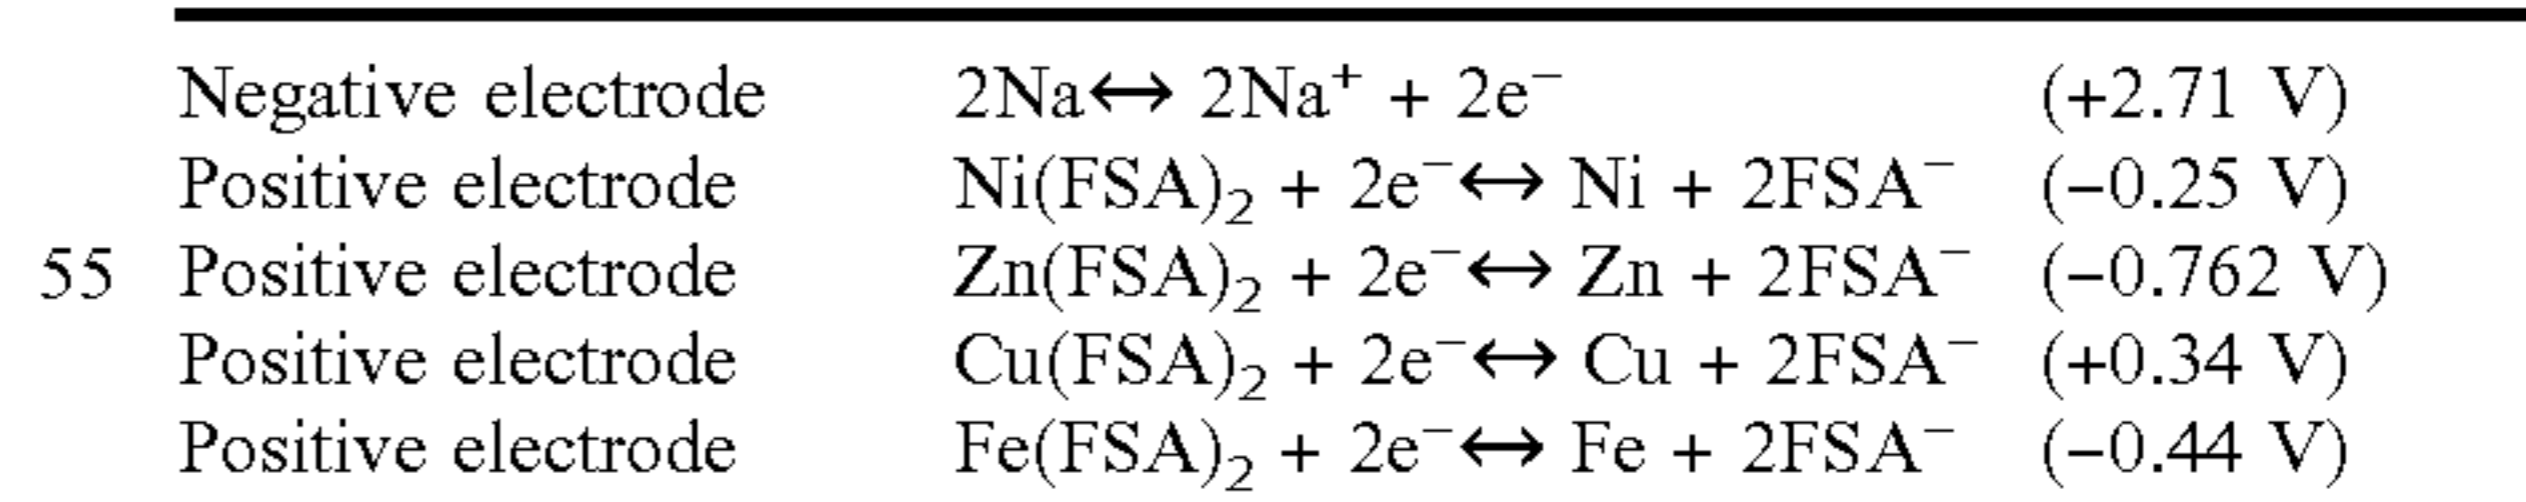 Negative electrode 2Na↔ 2Na⁺ + 2e⁻ (+2.71 V)
Positive electrode Ni(FSA)₂ + 2e⁻↔ Ni + 2FSA⁻ (−0.25 V)
55 Positive electrode Zn(FSA)₂ + 2e⁻↔ Zn + 2FSA⁻ (−0.762 V)
Positive electrode Cu(FSA)₂ + 2e⁻↔ Cu + 2FSA⁻ (+0.34 V)
Positive electrode Fe(FSA)₂ + 2e⁻↔ Fe + 2FSA⁻ (−0.44 V)